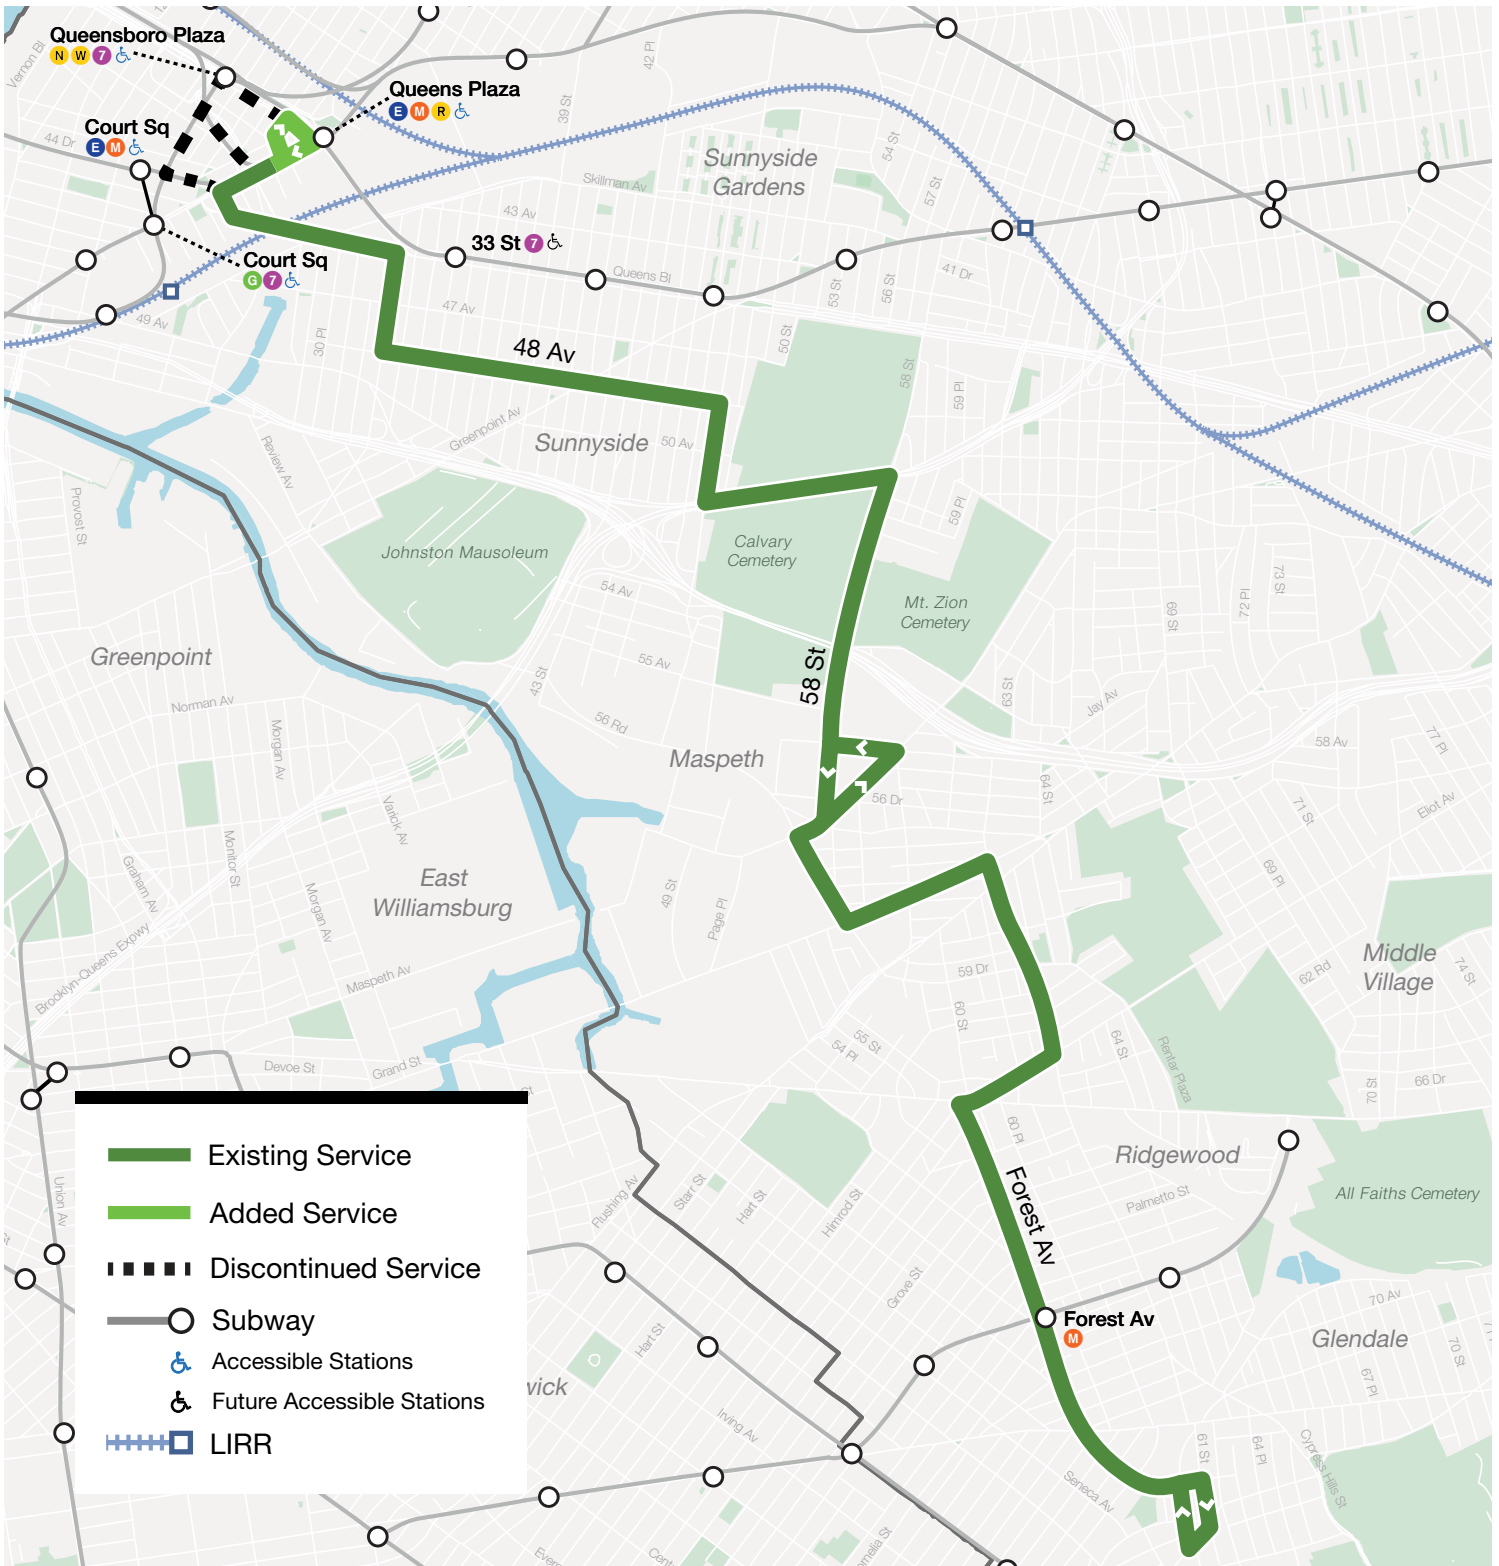 Queensboro Plaza
N W 7
Vernon Bl
42 Pl
Queens Plaza
E M R
39 St
Court Sq
E M
44 Dr
54 St
Sunnyside
Gardens
Skillman Av
57 St
43 Av
33 St 7
Court Sq
G 7
Queens Bl
41 Dr
53 St
56 St
47 Av
49 Av
30 Pl
50 St
48 Av
58 St
59 Pl
Greenpoint Av
Sunnyside
50 Av
Review Av
Provost St
59 Pl
Johnston Mausoleum
Calvary
Cemetery
54 Av
Mt. Zion
Cemetery
73 St
72 Pl
69 St
Greenpoint
55 Av
58 St
43 St
63 St
Jay Av
Norman Av
56 Rd
Morgan Av
Maspeth
58 Av
77 Pl
56 Dr
64 St
71 St
Eliot Av
Varick Av
Monitor St
Graham Av
East
Williamsburg
Morgan Av
49 St
Page Pl
69 Pl
Brooklyn-Queens Expwy
Maspeth Av
59 Dr
62 Rd
Middle
Village
74 St
60 St
55 St
54 Pl
64 St
Rentar Plaza
Devoe St
Grand St
St
70 St
66 Dr
60 Pl
Ridgewood
Palmetto St
All Faiths Cemetery
Existing Service
Added Service
Discontinued Service
Subway
Accessible Stations
Future Accessible Stations
LIRR
Union Av
St
Flushing Av
Starr St
Hart St
Himrod St
Forest Av
Grove St
Forest Av
M
70 Av
Glendale
70 St
71
67 Pl
Hart St
wick
Irving Av
Seneca Av
61 St
64 Pl
Cypress Hills St
Ever
Cent
melia St